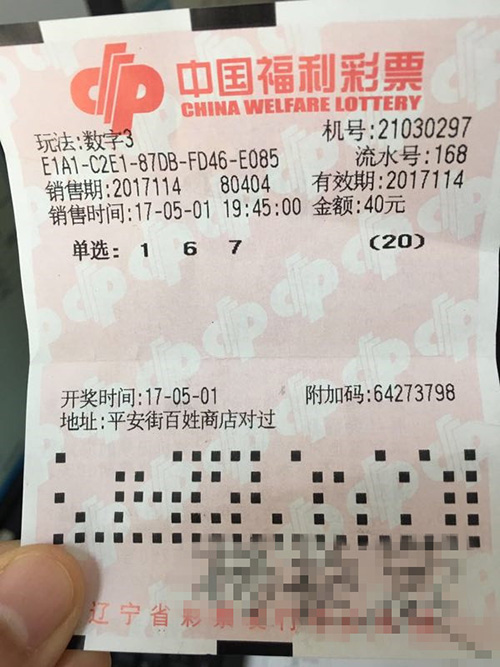 中国福利彩票
CHINA WELFARE LOTTERY
玩法:数字3 机号:21030297
E1A1-C2E1-87DB-FD46-E085 流水号:168
销售期:2017114 80404 有效期:2017114
销售时间:17-05-01 19:45:00 金额:40元
单选: 1 6 7 (20)
开奖时间:17-05-01 附加码:64273798
地址:平安街百姓商店对过
辽宁省彩票发行